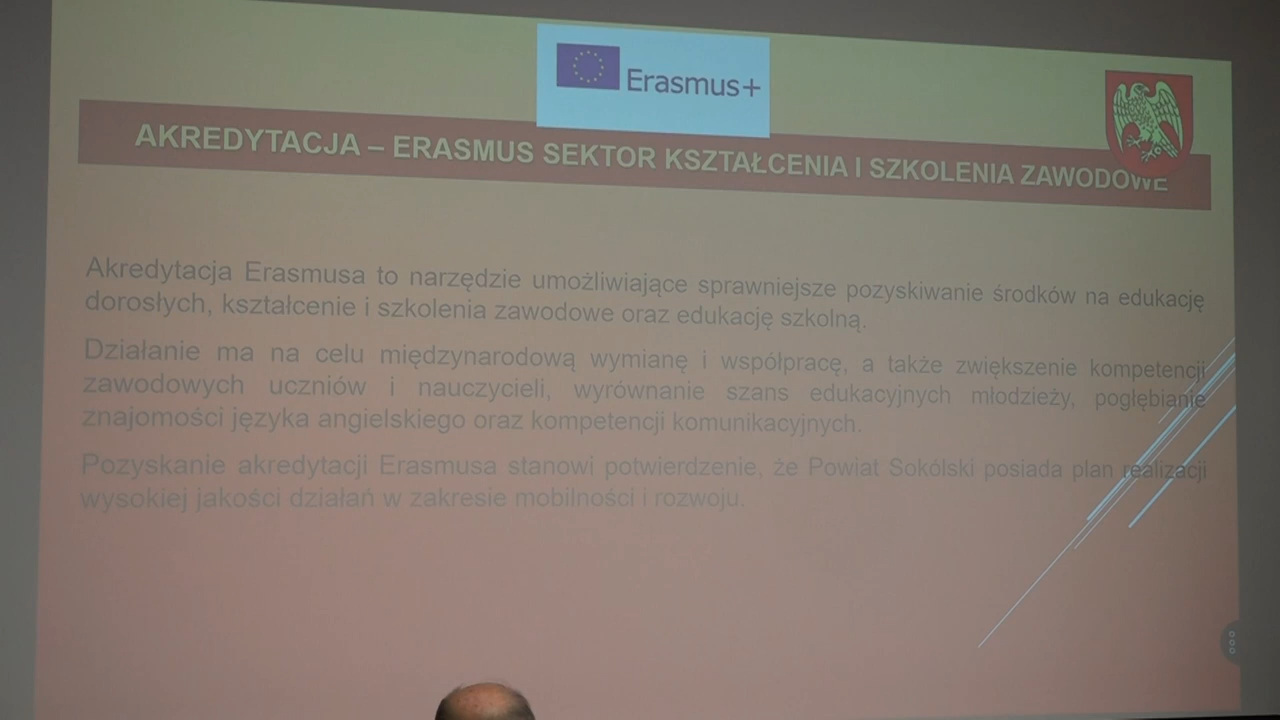 Erasmus+
AKREDYTACJA – ERASMUS SEKTOR KSZTAŁCENIA I SZKOLENIA ZAWODOWE
Akredytacja Erasmusa to narzędzie umożliwiające sprawniejsze pozyskiwanie środków na edukację
dorosłych, kształcenie i szkolenia zawodowe oraz edukację szkolną.
Działanie ma na celu międzynarodową wymianę i współpracę, a także zwiększenie kompetencji
zawodowych uczniów i nauczycieli, wyrównanie szans edukacyjnych młodzieży, pogłębianie
znajomości języka angielskiego oraz kompetencji komunikacyjnych.
Pozyskanie akredytacji Erasmusa stanowi potwierdzenie, że Powiat Sokólski posiada plan realizacji
wysokiej jakości działań w zakresie mobilności i rozwoju.